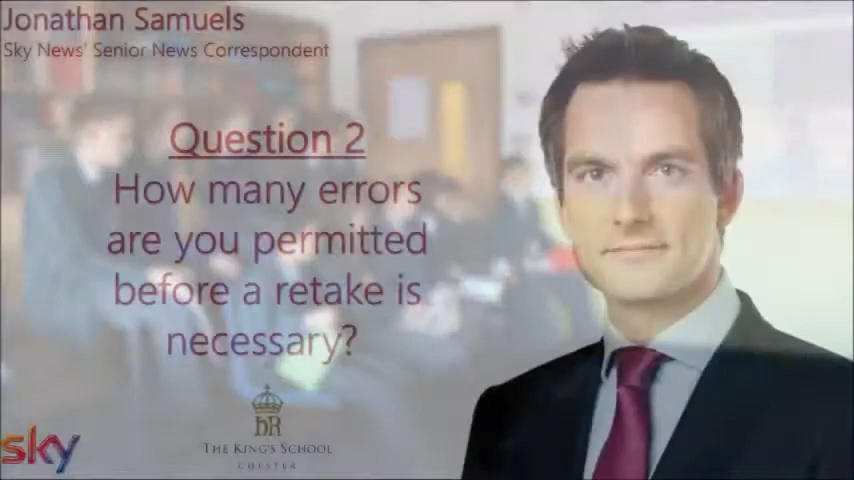 Jonathan Samuels
Sky News' Senior News Correspondent
Question 2
How many errors
are you permitted
before a retake is
necessary?
sky
THE KING'S SCHOOL
CHESTER